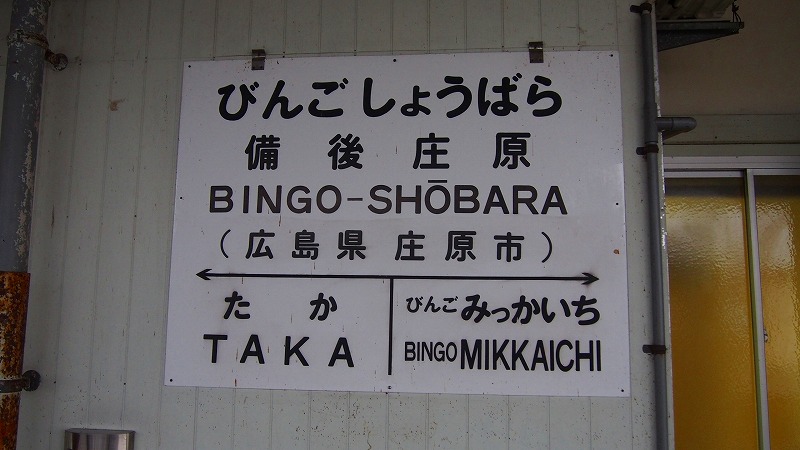 びんごしょうばら
備後庄原
BINGO-SHŌBARA
(広島県 庄原市)
たか
TAKA
びんご みっかいち
BINGO MIKKAICHI